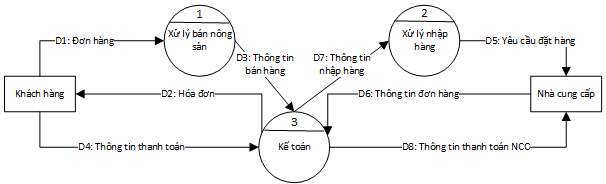 1
Xử lý bán nông
sản
2
Xử lý nhập
hàng
D1: Đơn hàng
D3: Thông tin
bán hàng
D7: Thông tin
nhập hàng
D5: Yêu cầu đặt hàng
Khách hàng
D2: Hóa đơn
D6: Thông tin đơn hàng
Nhà cung cấp
3
Kế toán
D4: Thông tin thanh toán
D8: Thông tin thanh toán NCC